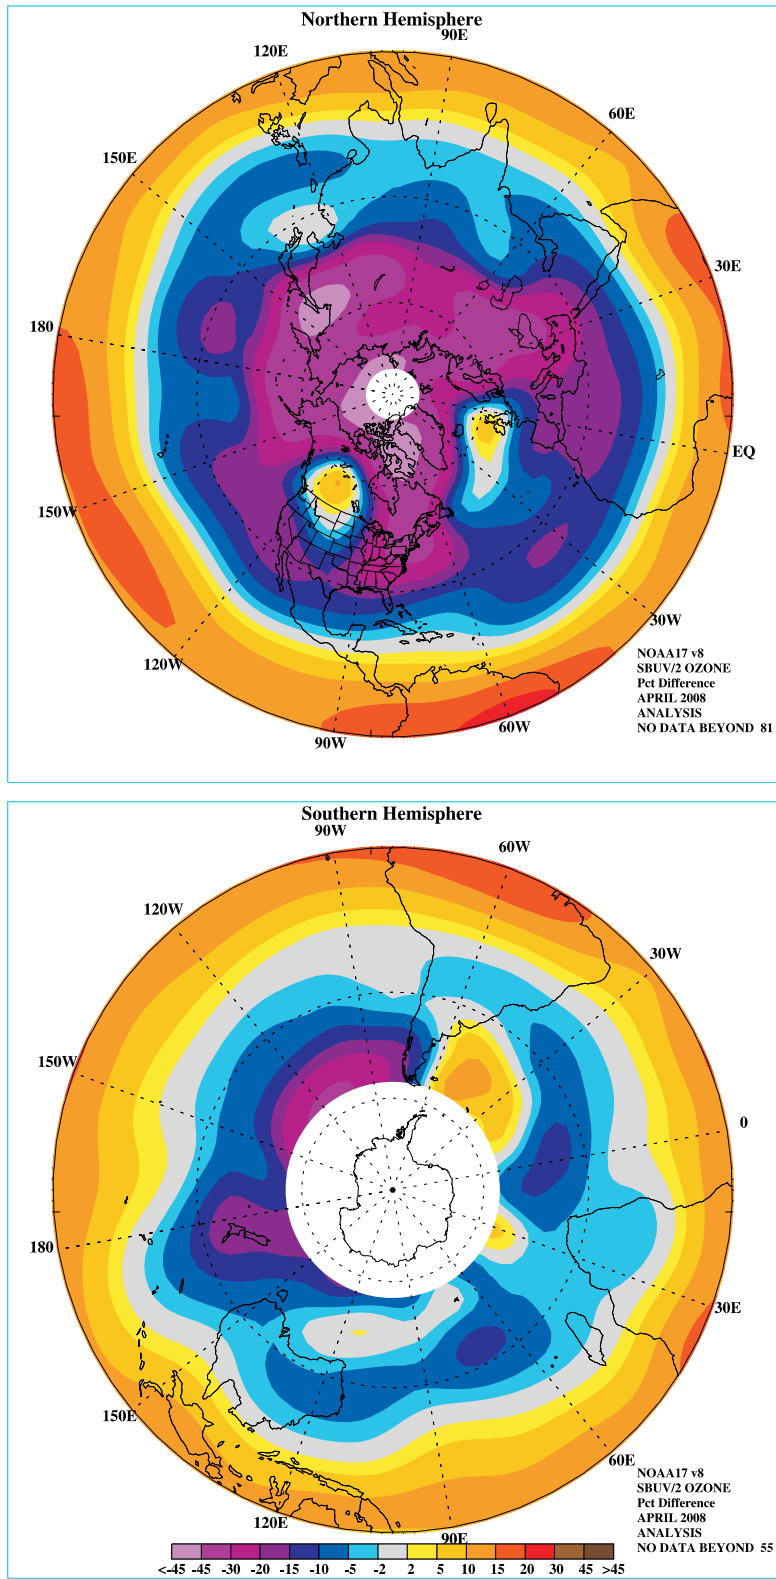 Northern Hemisphere
90E
120E
60E
150E
30E
180
EQ
150W
30W
120W
60W
90W
NOAA17 v8
SBUV/2 OZONE
Pct Difference
APRIL 2008
ANALYSIS
NO DATA BEYOND 81
Southern Hemisphere
90W
60W
120W
30W
150W
0
180
30E
150E
60E
120E
90E
NOAA17 v8
SBUV/2 OZONE
Pct Difference
APRIL 2008
ANALYSIS
NO DATA BEYOND 55
<-45 -45 -30 -20 -15 -10 -5 -2 2 5 10 15 20 30 45 >45